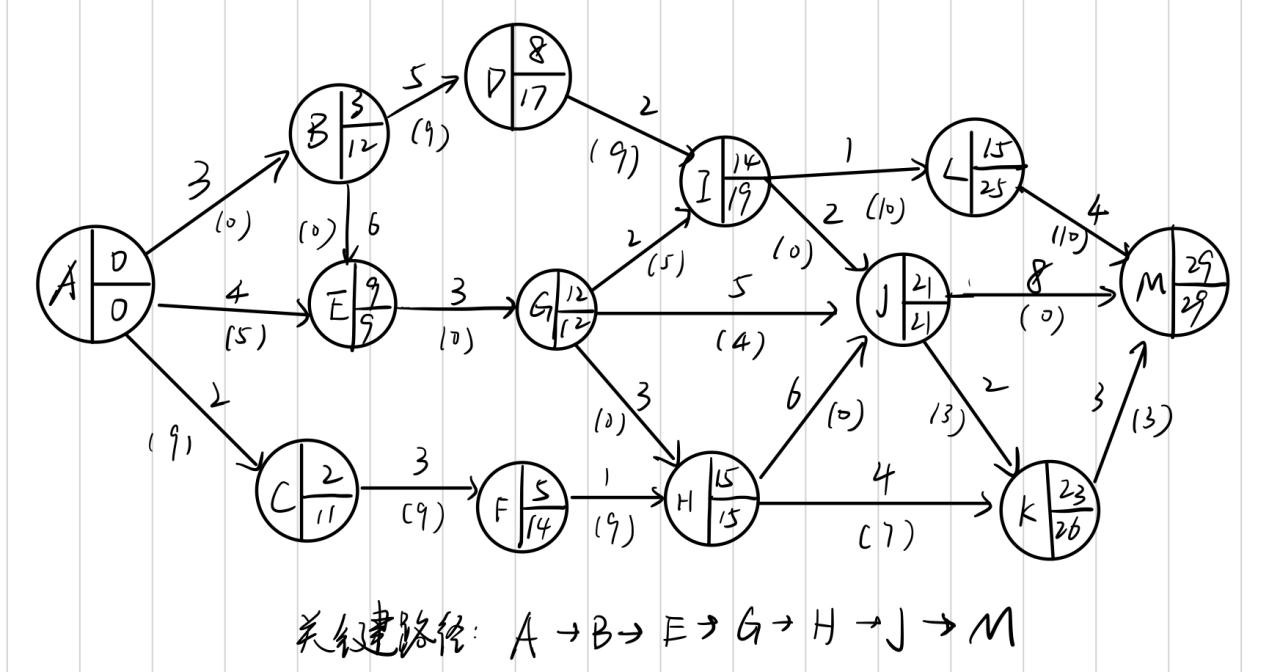 A 0 0
B 3 12
C 2 11
D 8 17
E 9 9
F 5 14
G 12 12
H 15 15
I 14 19
J 21 21
K 23 26
L 15 25
M 29 29
3 (0)
4 (5)
2 (9)
5 (9)
(0) 6
3 (0)
3 (9)
1 (9)
2 (9)
2 (5)
5 (4)
3 (0)
6 (0)
4 (7)
1 (10)
2 (0)
4 (10)
8 (0)
2 (3)
3 (3)
关键路径: A→B→E→G→H→J→M